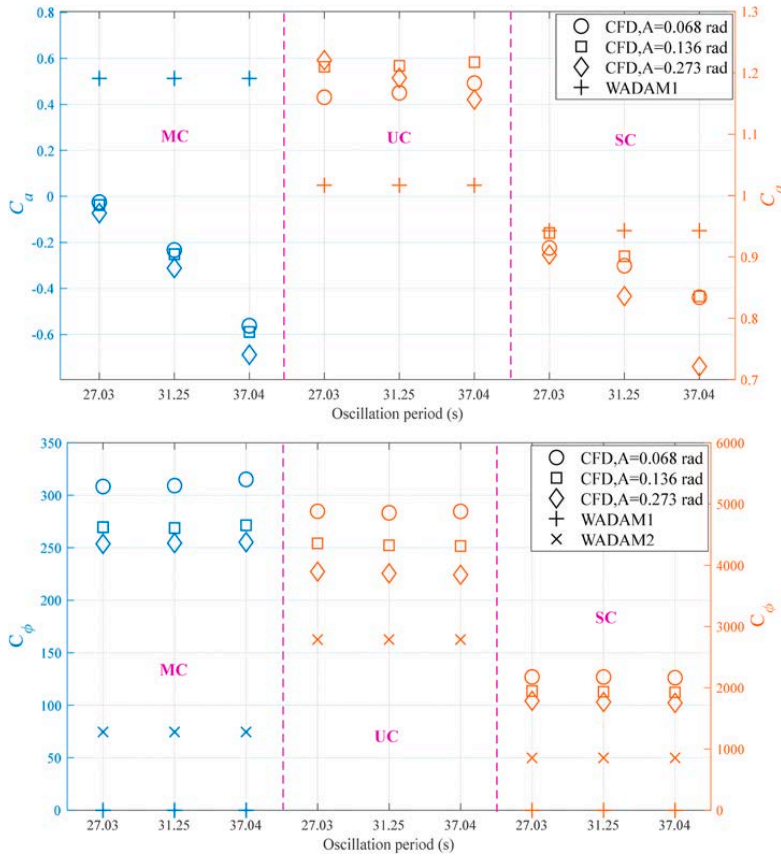 0.8
0.6
0.4
0.2
0
-0.2
-0.4
-0.6
C_a
1.3
1.2
1.1
1
0.9
0.8
0.7
C_a
CFD,A=0.068 rad
CFD,A=0.136 rad
CFD,A=0.273 rad
WADAM1
MC
UC
SC
27.03 31.25 37.04 27.03 31.25 37.04 27.03 31.25 37.04
Oscillation period (s)
350
300
250
200
150
100
50
0
C_ϕ
6000
5000
4000
3000
2000
1000
0
C_ϕ
CFD,A=0.068 rad
CFD,A=0.136 rad
CFD,A=0.273 rad
WADAM1
WADAM2
MC
UC
SC
27.03 31.25 37.04 27.03 31.25 37.04 27.03 31.25 37.04
Oscillation period (s)